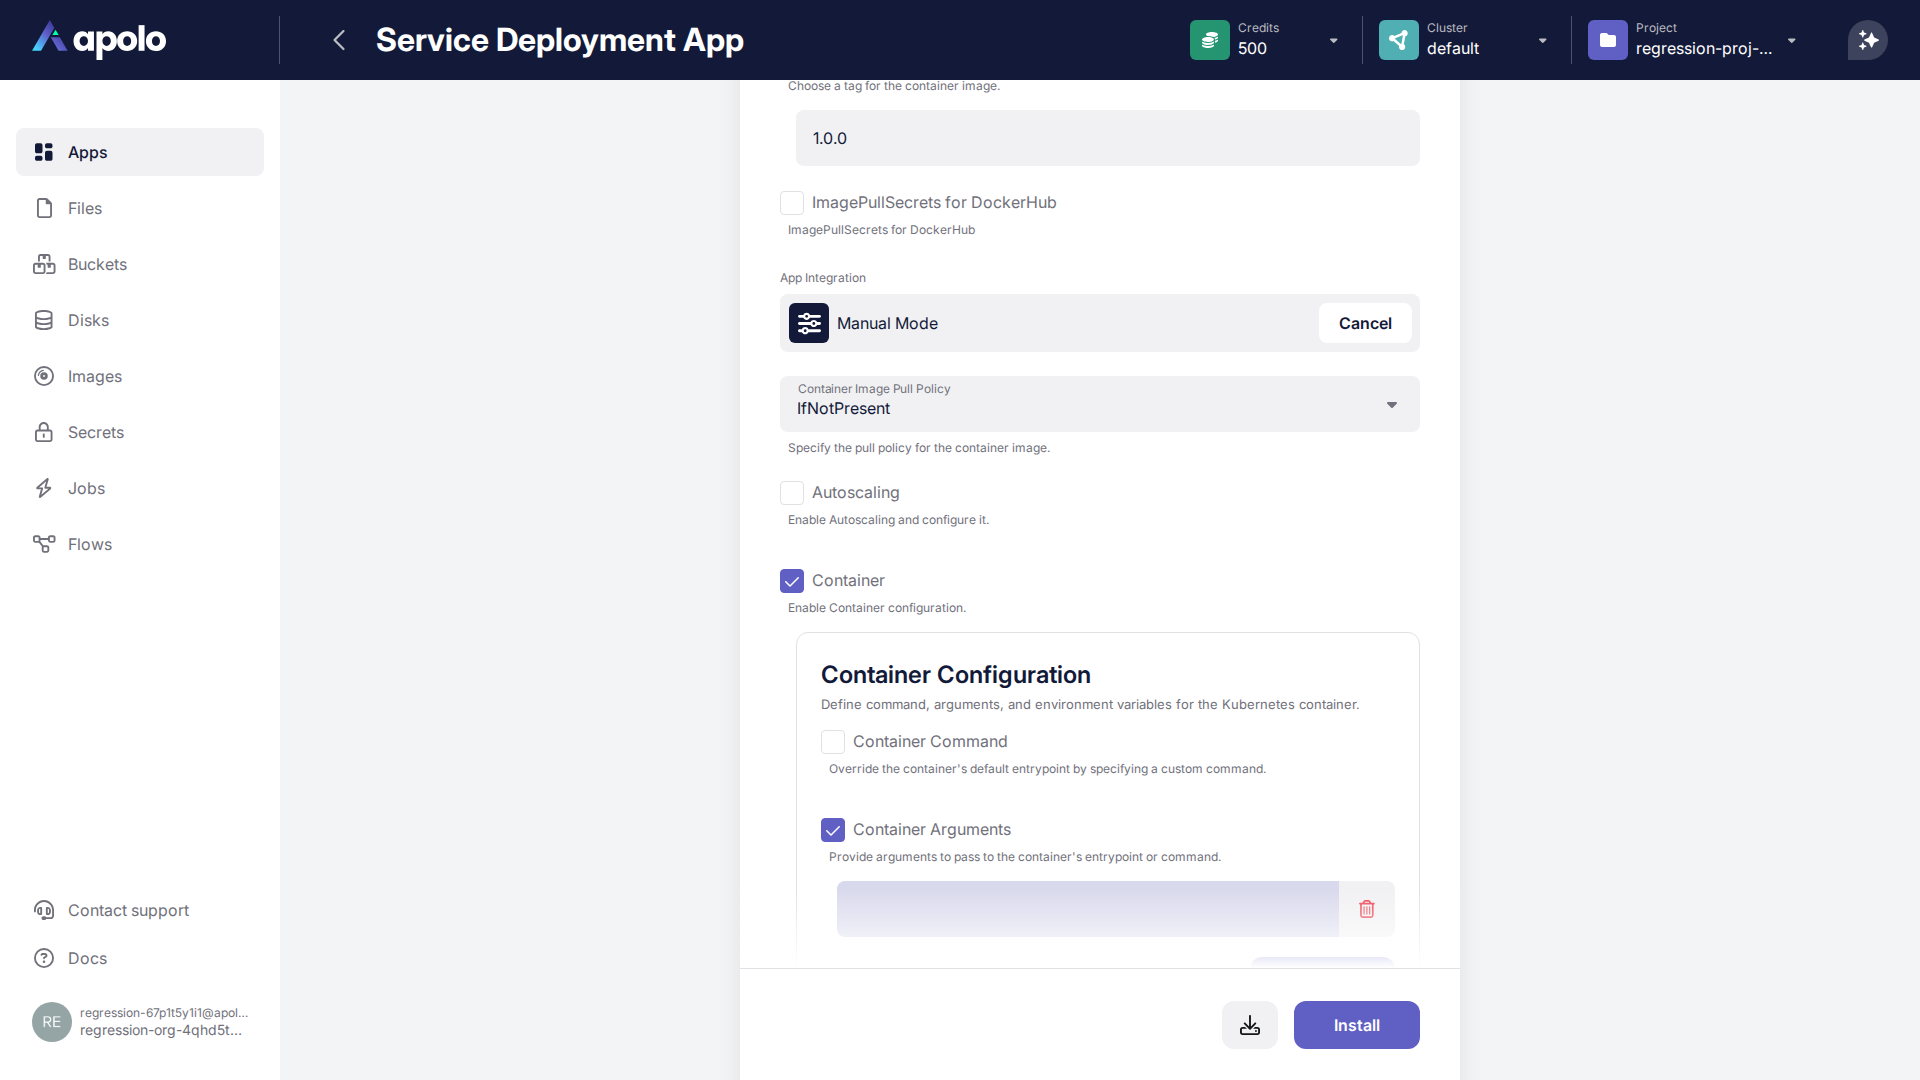 apolo
Service Deployment App
Credits
500
Cluster
default
Project
regression-proj-...
Apps
Files
Buckets
Disks
Images
Secrets
Jobs
Flows
Contact support
Docs
RE
regression-67p1t5y1i1@apol...
regression-org-4qhd5t...
Choose a tag for the container image.
1.0.0
ImagePullSecrets for DockerHub
ImagePullSecrets for DockerHub
App Integration
Manual Mode
Cancel
Container Image Pull Policy
IfNotPresent
Specify the pull policy for the container image.
Autoscaling
Enable Autoscaling and configure it.
Container
Enable Container configuration.
Container Configuration
Define command, arguments, and environment variables for the Kubernetes container.
Container Command
Override the container's default entrypoint by specifying a custom command.
Container Arguments
Provide arguments to pass to the container's entrypoint or command.
Install